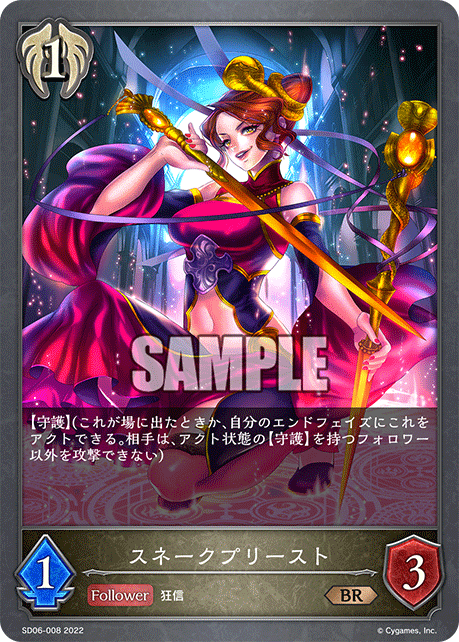 1
SAMPLE
【守護】(これが場に出たときか、自分のエンドフェイズにこれを
アクトできる。相手は、アクト状態の【守護】を持つフォロワー
以外を攻撃できない)
スネークプリースト
1
Follower 狂信
BR
3
SD06-008 2022
© Cygames, Inc.